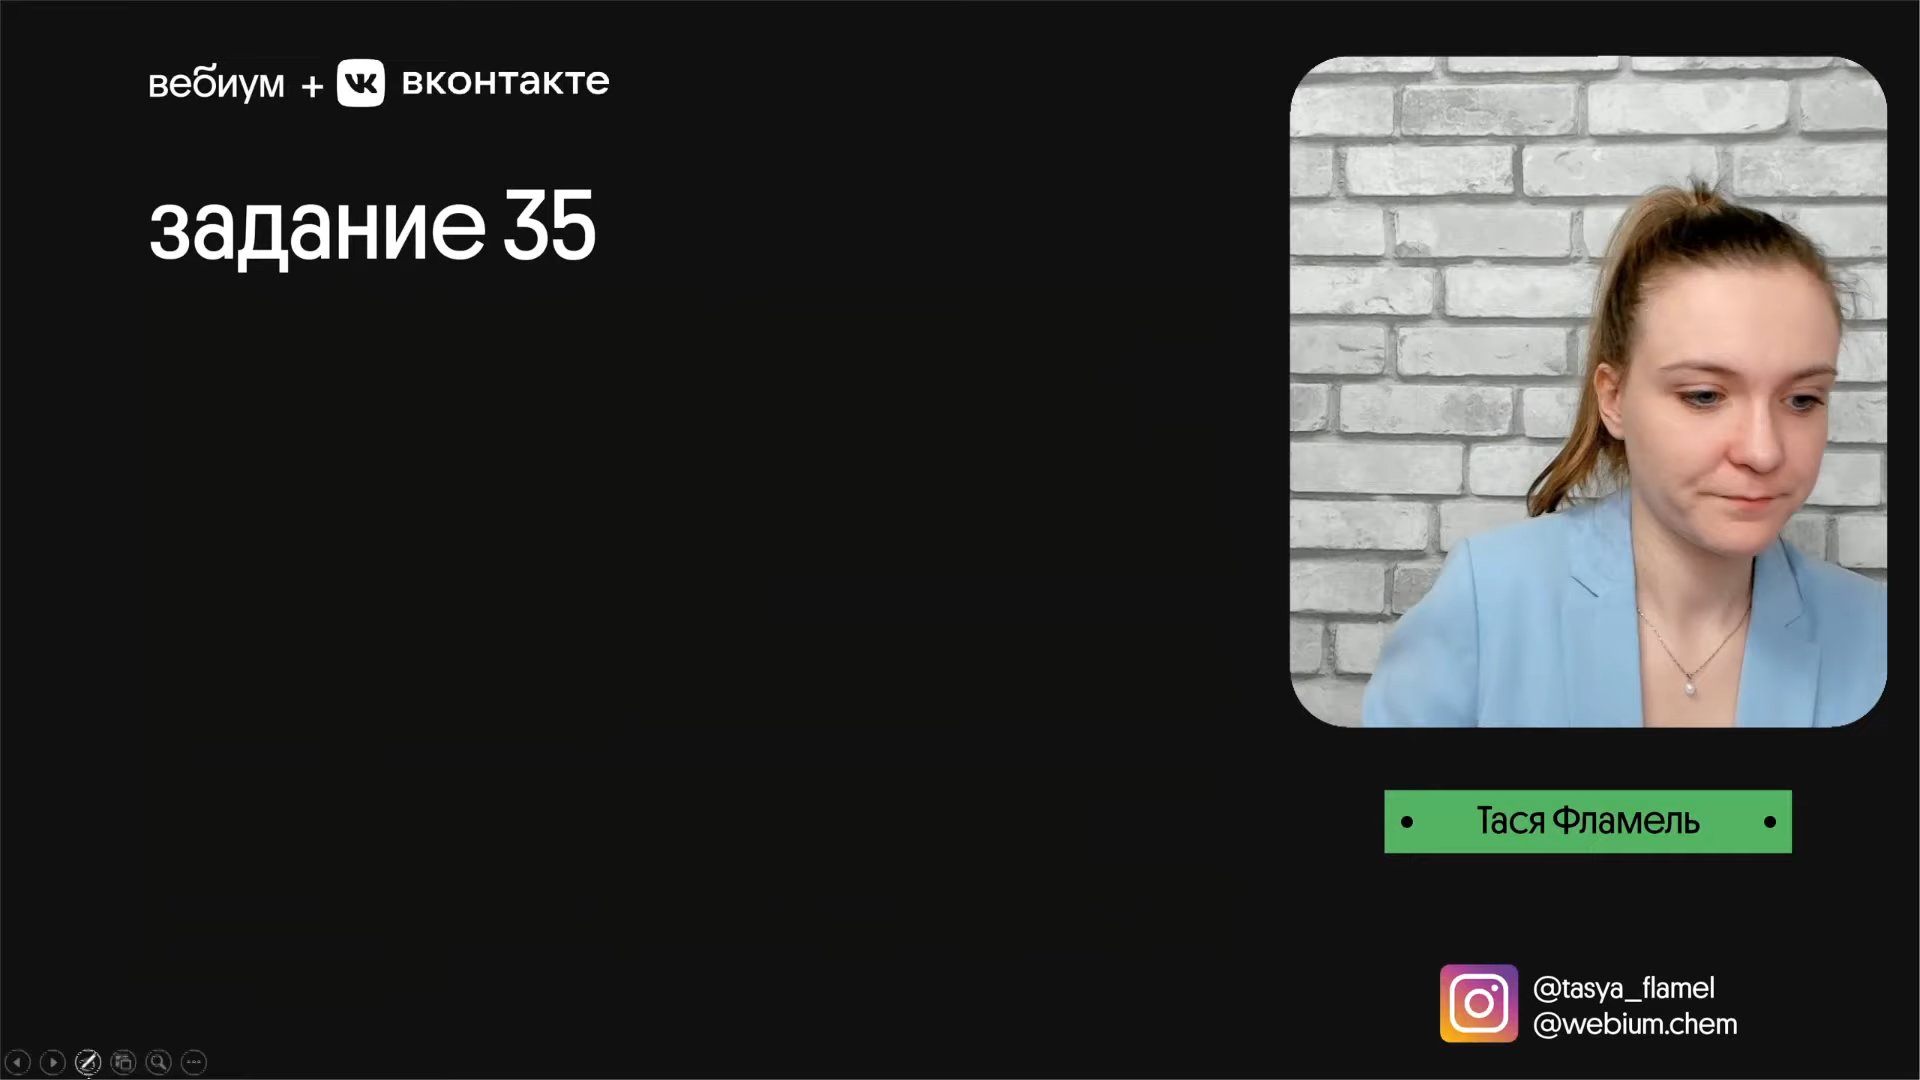 вебиум + вконтакте
задание 35
Тася Фламель
@tasya_flamel
@webium.chem